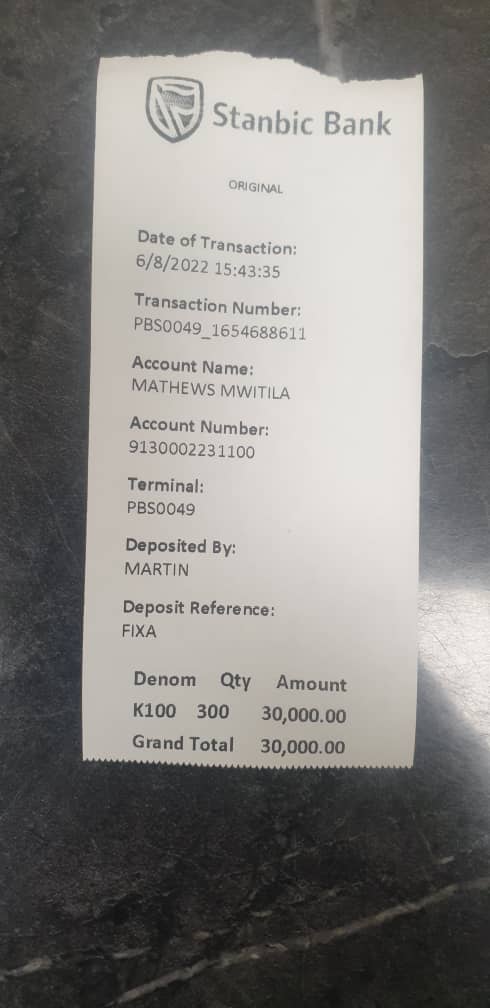 Stanbic Bank
ORIGINAL
Date of Transaction:
6/8/2022 15:43:35
Transaction Number:
PBS0049_1654688611
Account Name:
MATHEWS MWITILA
Account Number:
9130002231100
Terminal:
PBS0049
Deposited By:
MARTIN
Deposit Reference:
FIXA
Denom Qty Amount
K100 300 30,000.00
Grand Total 30,000.00